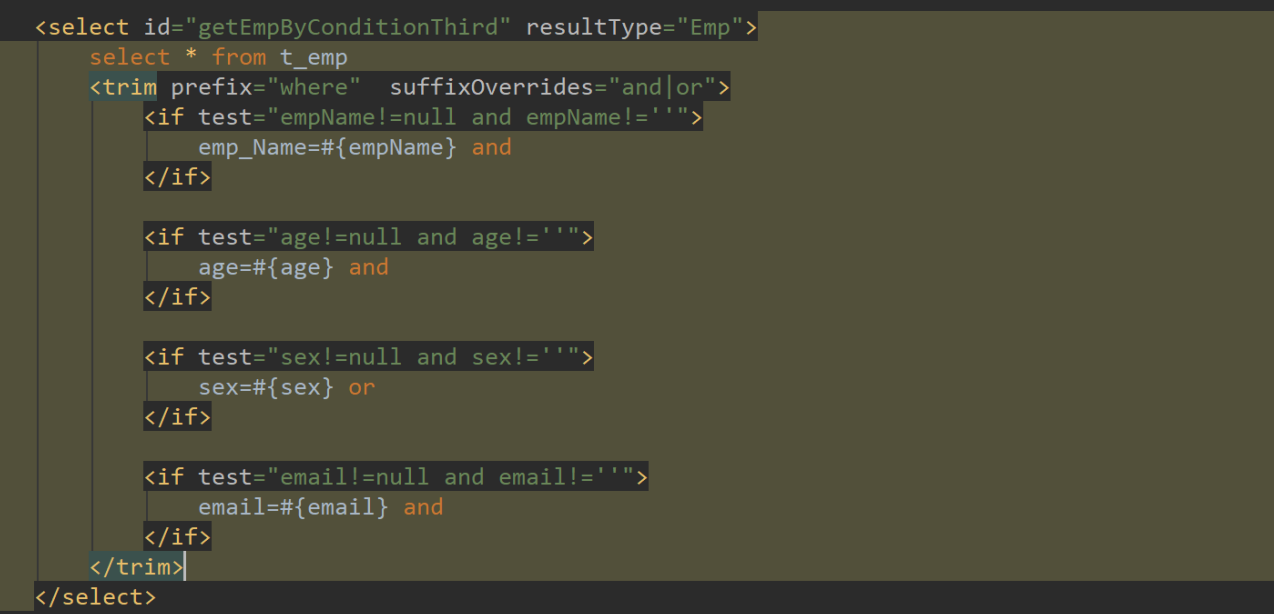 <select id="getEmpByConditionThird" resultType="Emp">
    select * from t_emp
    <trim prefix="where"  suffixOverrides="and|or">
        <if test="empName!=null and empName!=''">
            emp_Name=#{empName} and
        </if>

        <if test="age!=null and age!=''">
            age=#{age} and
        </if>

        <if test="sex!=null and sex!=''">
            sex=#{sex} or
        </if>

        <if test="email!=null and email!=''">
            email=#{email} and
        </if>
    </trim>
</select>